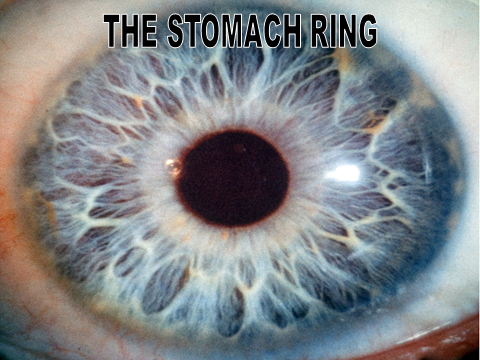 THE STOMACH RING